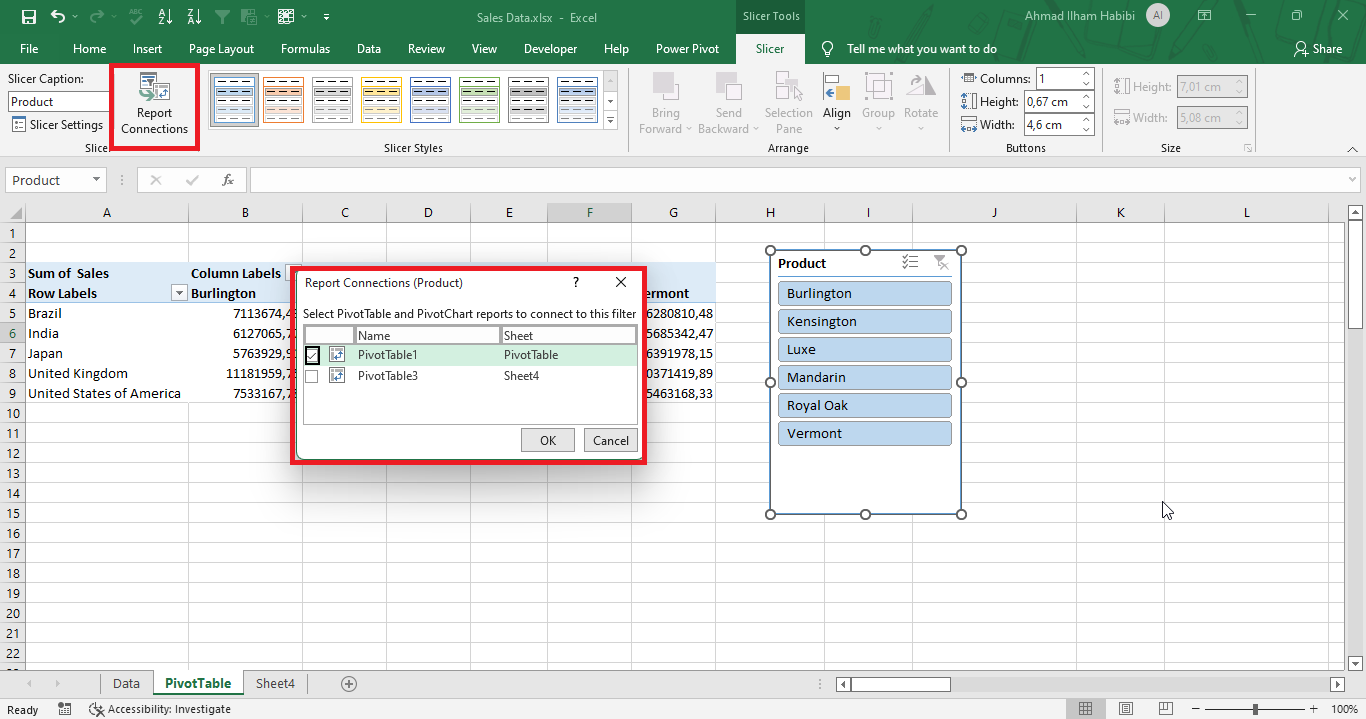 Sales Data.xlsx - Excel
Slicer Tools
Ahmad Ilham Habibi
AI
File Home Insert Page Layout Formulas Data Review View Developer Help Power Pivot Slicer Tell me what you want to do Share
Slicer Caption:
Product
Slicer Settings
Report
Connections
Slicer
Slicer Styles
Bring
Forward
Send
Backward
Selection
Pane
Align
Group
Rotate
Arrange
Columns: 1
Height: 0,67 cm
Width: 4,6 cm
Buttons
Height: 7,01 cm
Width: 5,08 cm
Size
Product
fx
A B C D E F G H I J K L
1
2
3 Sum of Sales Column Labels
4 Row Labels Burlington ermont
5 Brazil 7113674,4 6280810,48
6 India 6127065,7 5685342,47
7 Japan 5763929,9 6391978,15
8 United Kingdom 11181959,7 0371419,89
9 United States of America 7533167,7 5463168,33
10
11
12
13
14
15
16
17
18
19
20
21
22
Report Connections (Product) ?
Select PivotTable and PivotChart reports to connect to this filter
Name Sheet
PivotTable1 PivotTable
PivotTable3 Sheet4
OK Cancel
Product
Burlington
Kensington
Luxe
Mandarin
Royal Oak
Vermont
Data PivotTable Sheet4
Ready Accessibility: Investigate 100%